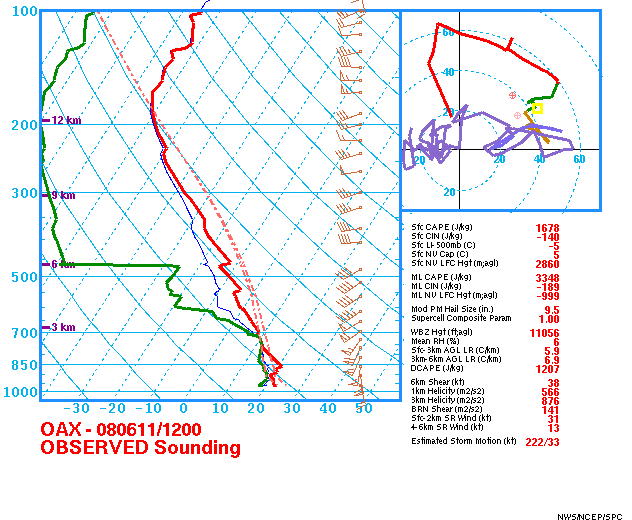 100
200
300
400
500
700
850
1000
12 km
9 km
6 km
3 km
-30 -20 -10 0 10 20 30 40 50
60
40
20
20
20 40 60
20
OAX - 080611/1200
OBSERVED Sounding
Sfc CAPE (J/kg) 1678
Sfc CIN (J/kg) -140
Sfc LI-500mb (C) -5
Sfc NV Cap (C) 5
Sfc NV LFC Hgt (m;agl) 2860
ML CAPE (J/kg) 3348
ML CIN (J/kg) -189
ML NV LFC Hgt (m;agl) -999
Mod PM Hail Size (in.) 9.5
Supercell Composite Param 1.00
WBZ Hgt (ft;agl) 11056
Mean RH (%) 6
Sfc-3km AGL LR (C/km) 5.9
3km-6km AGL LR (C/km) 6.9
DCAPE (J/kg) 1207
6km Shear (kt) 38
1km Helicity (m2/s2) 566
3km Helicity (m2/s2) 876
BRN Shear (m2/s2) 141
Sfc-2km SR Wind (kt) 31
4-6km SR Wind (kt) 13
Estimated Storm Motion (kt) 222/33
NWS/NCEP/SPC